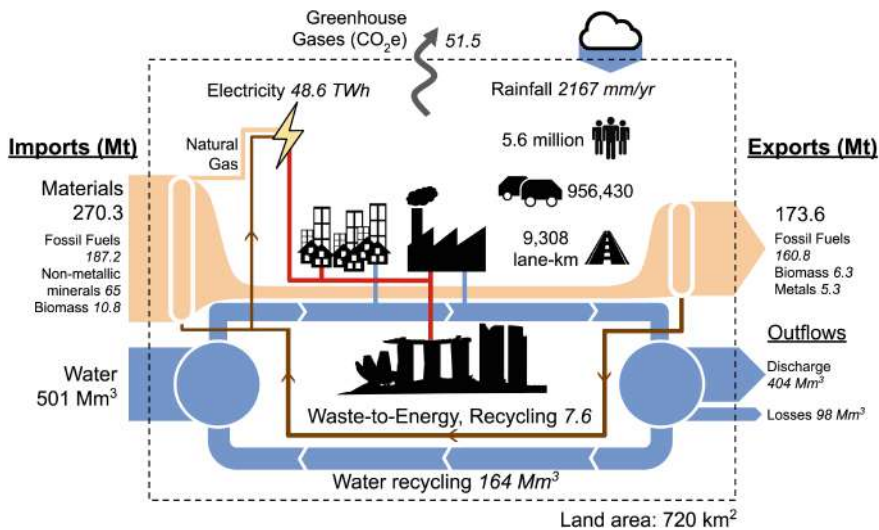 Greenhouse
Gases (CO₂e)
51.5
Electricity 48.6 TWh
Rainfall 2167 mm/yr
Imports (Mt)
Natural
Gas
5.6 million
Exports (Mt)
Materials
270.3
956,430
173.6
Fossil Fuels
187.2
Non-metallic
minerals 65
Biomass 10.8
9,308
lane-km
Fossil Fuels
160.8
Biomass 6.3
Metals 5.3
Outflows
Water
501 Mm³
Discharge
404 Mm³
Waste-to-Energy, Recycling 7.6
Losses 98 Mm³
Water recycling 164 Mm³
Land area: 720 km²